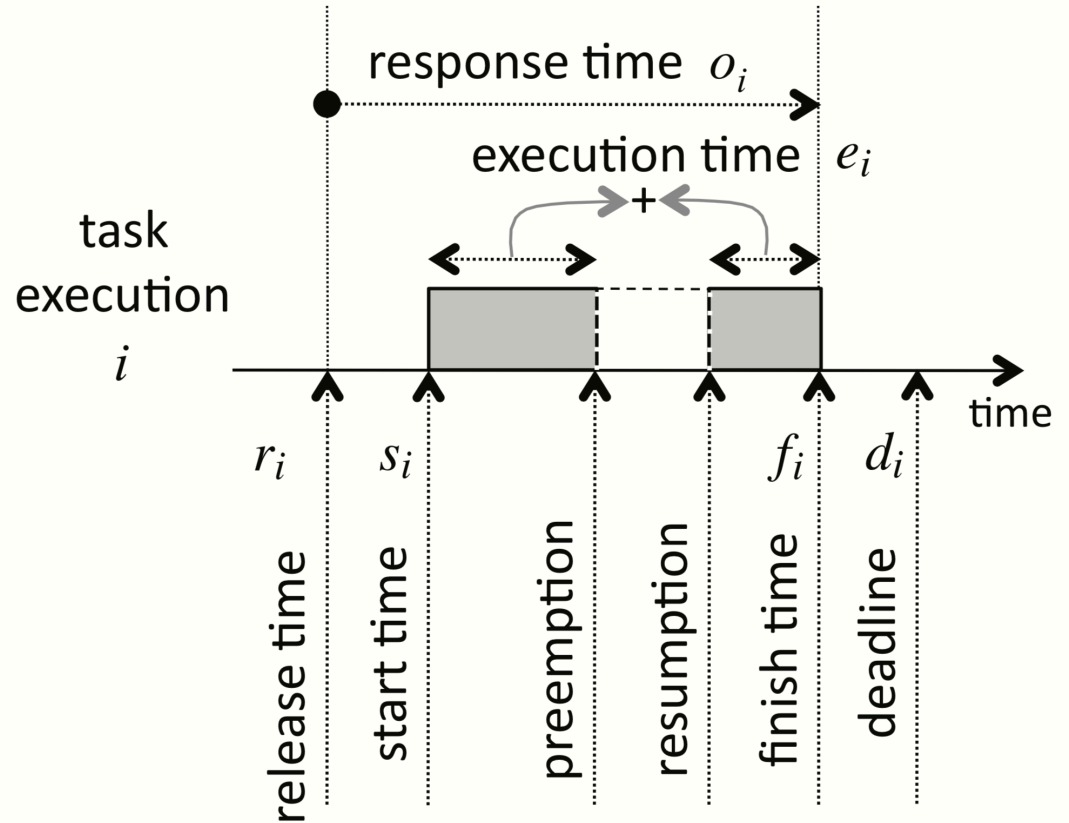 response time o_i
execution time e_i
+
task
execution
i
time
r_i
s_i
f_i
d_i
release time
start time
preemption
resumption
finish time
deadline